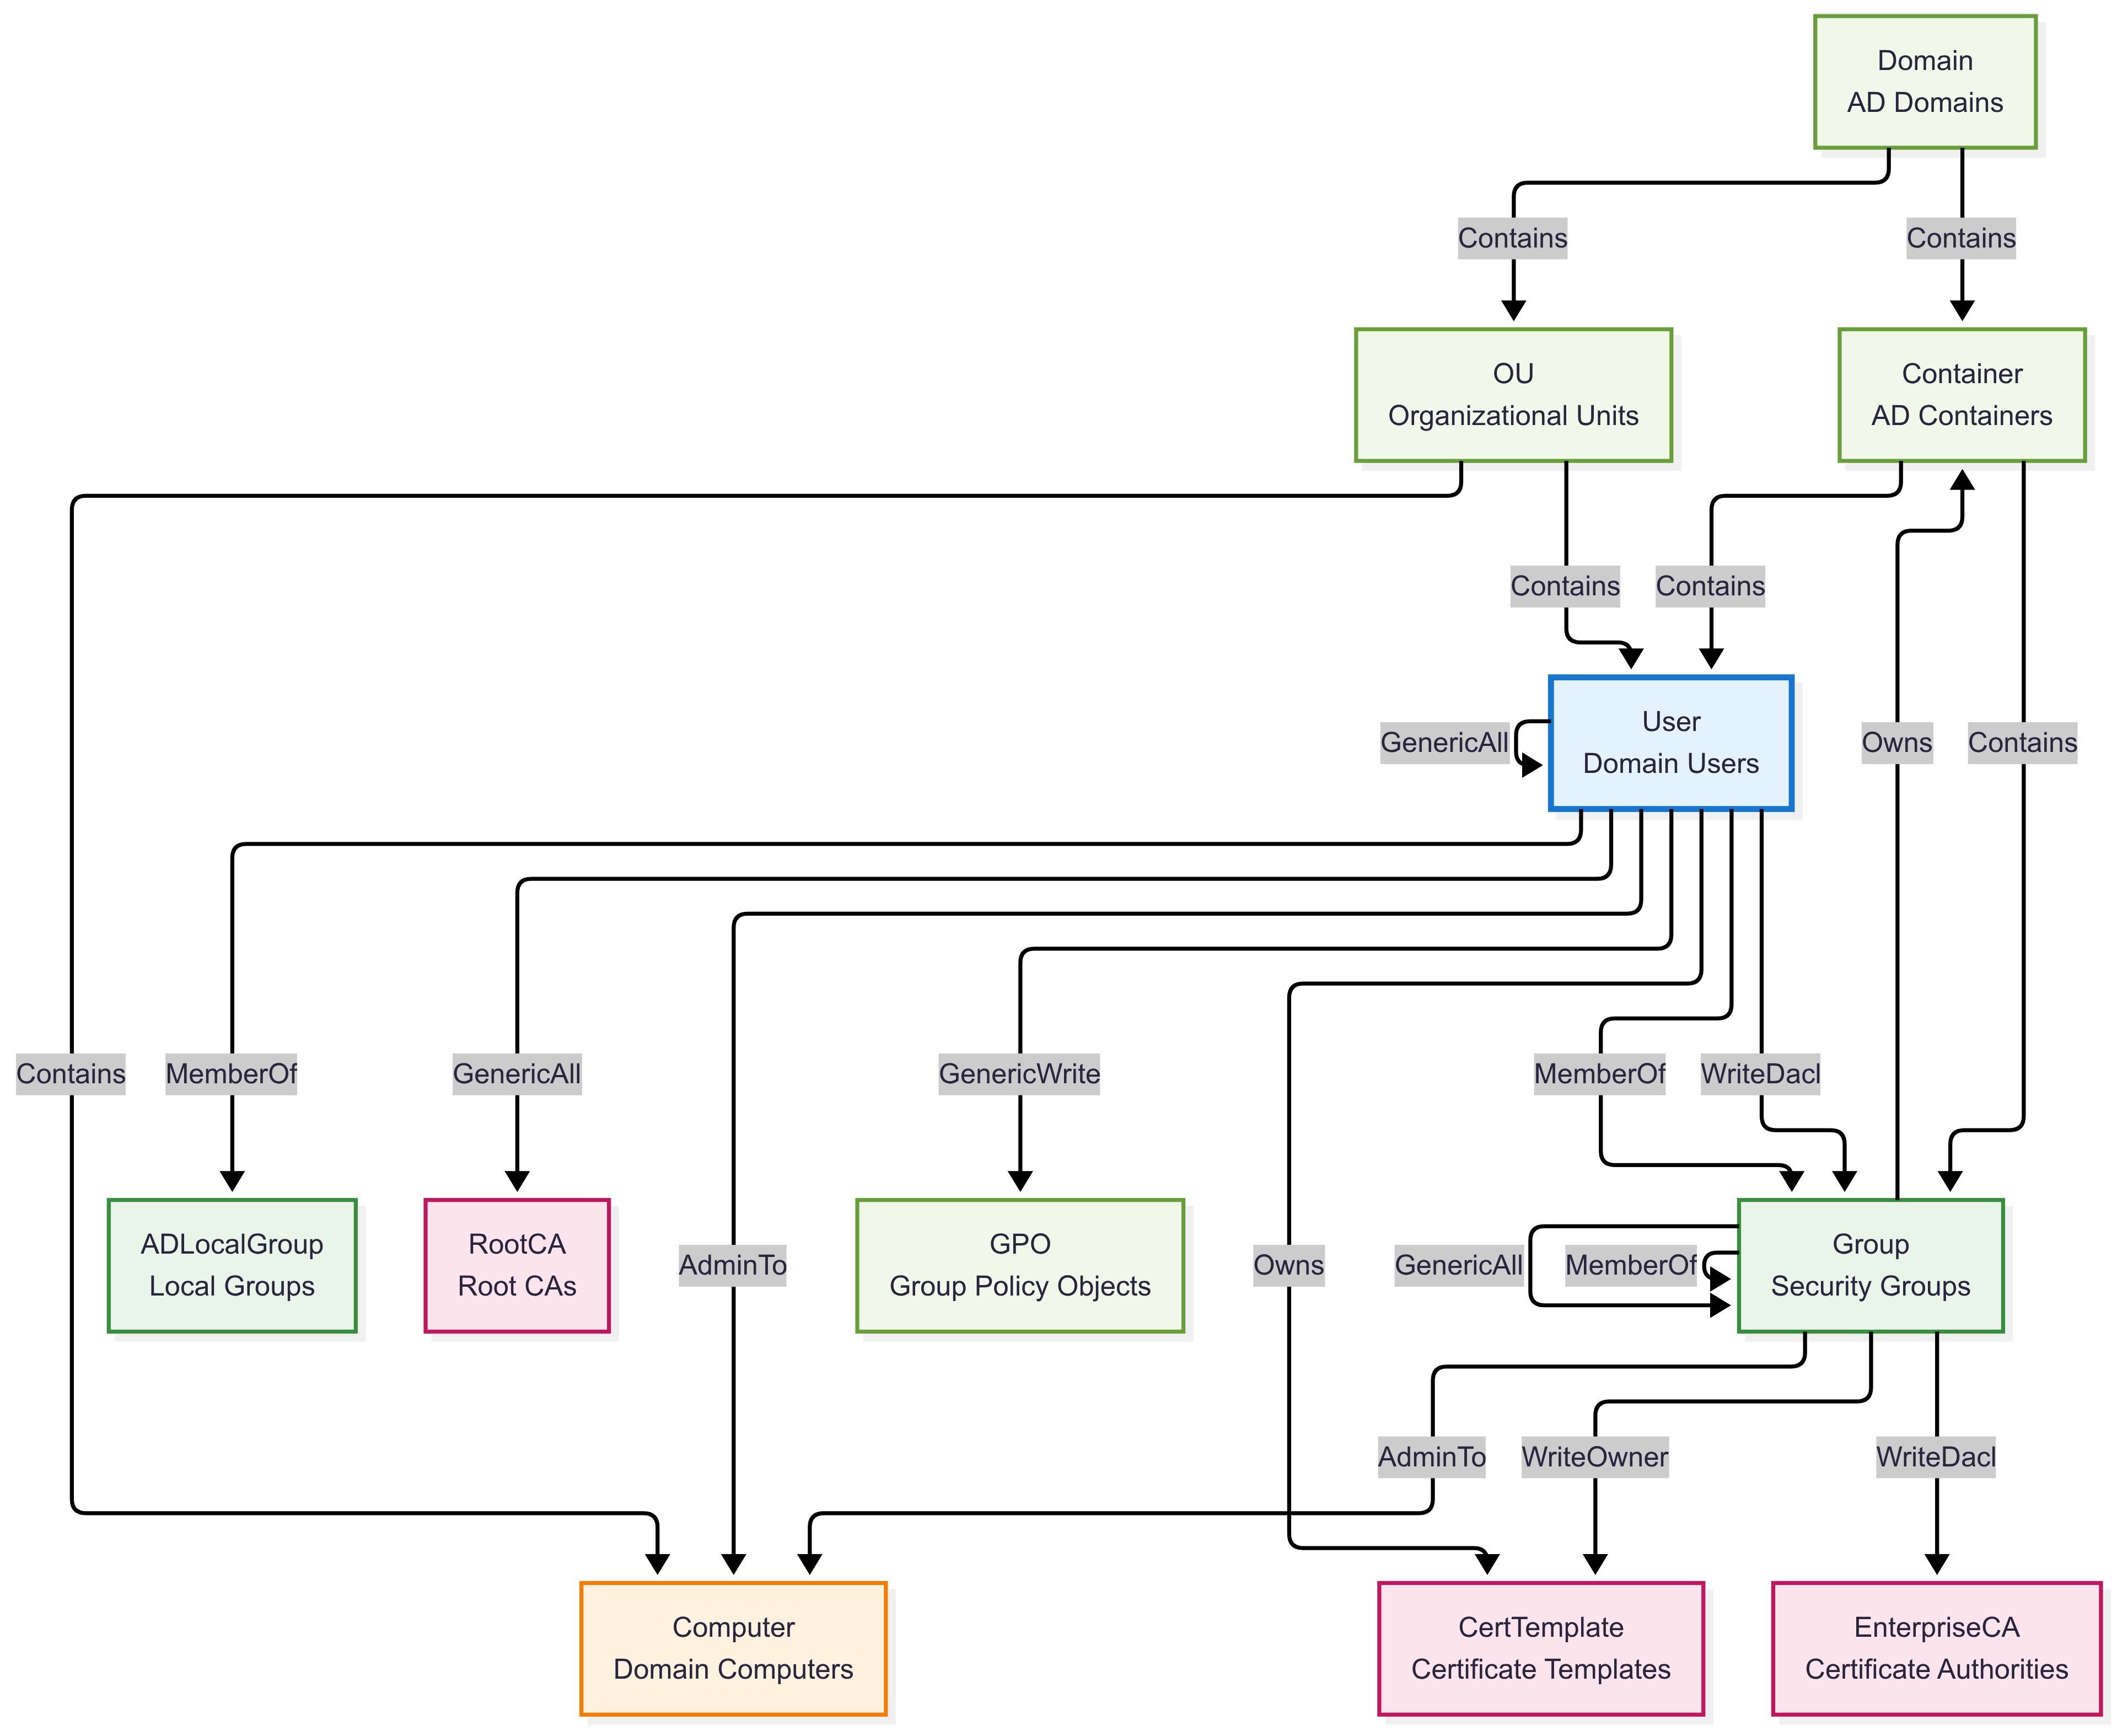 Domain
AD Domains
Contains
Contains
OU
Organizational Units
Container
AD Containers
Contains
Contains
User
Domain Users
GenericAll
Owns
Contains
Contains
MemberOf
GenericAll
GenericWrite
MemberOf
WriteDacl
ADLocalGroup
Local Groups
RootCA
Root CAs
AdminTo
GPO
Group Policy Objects
Owns
GenericAll
MemberOf
Group
Security Groups
AdminTo
WriteOwner
WriteDacl
Computer
Domain Computers
CertTemplate
Certificate Templates
EnterpriseCA
Certificate Authorities